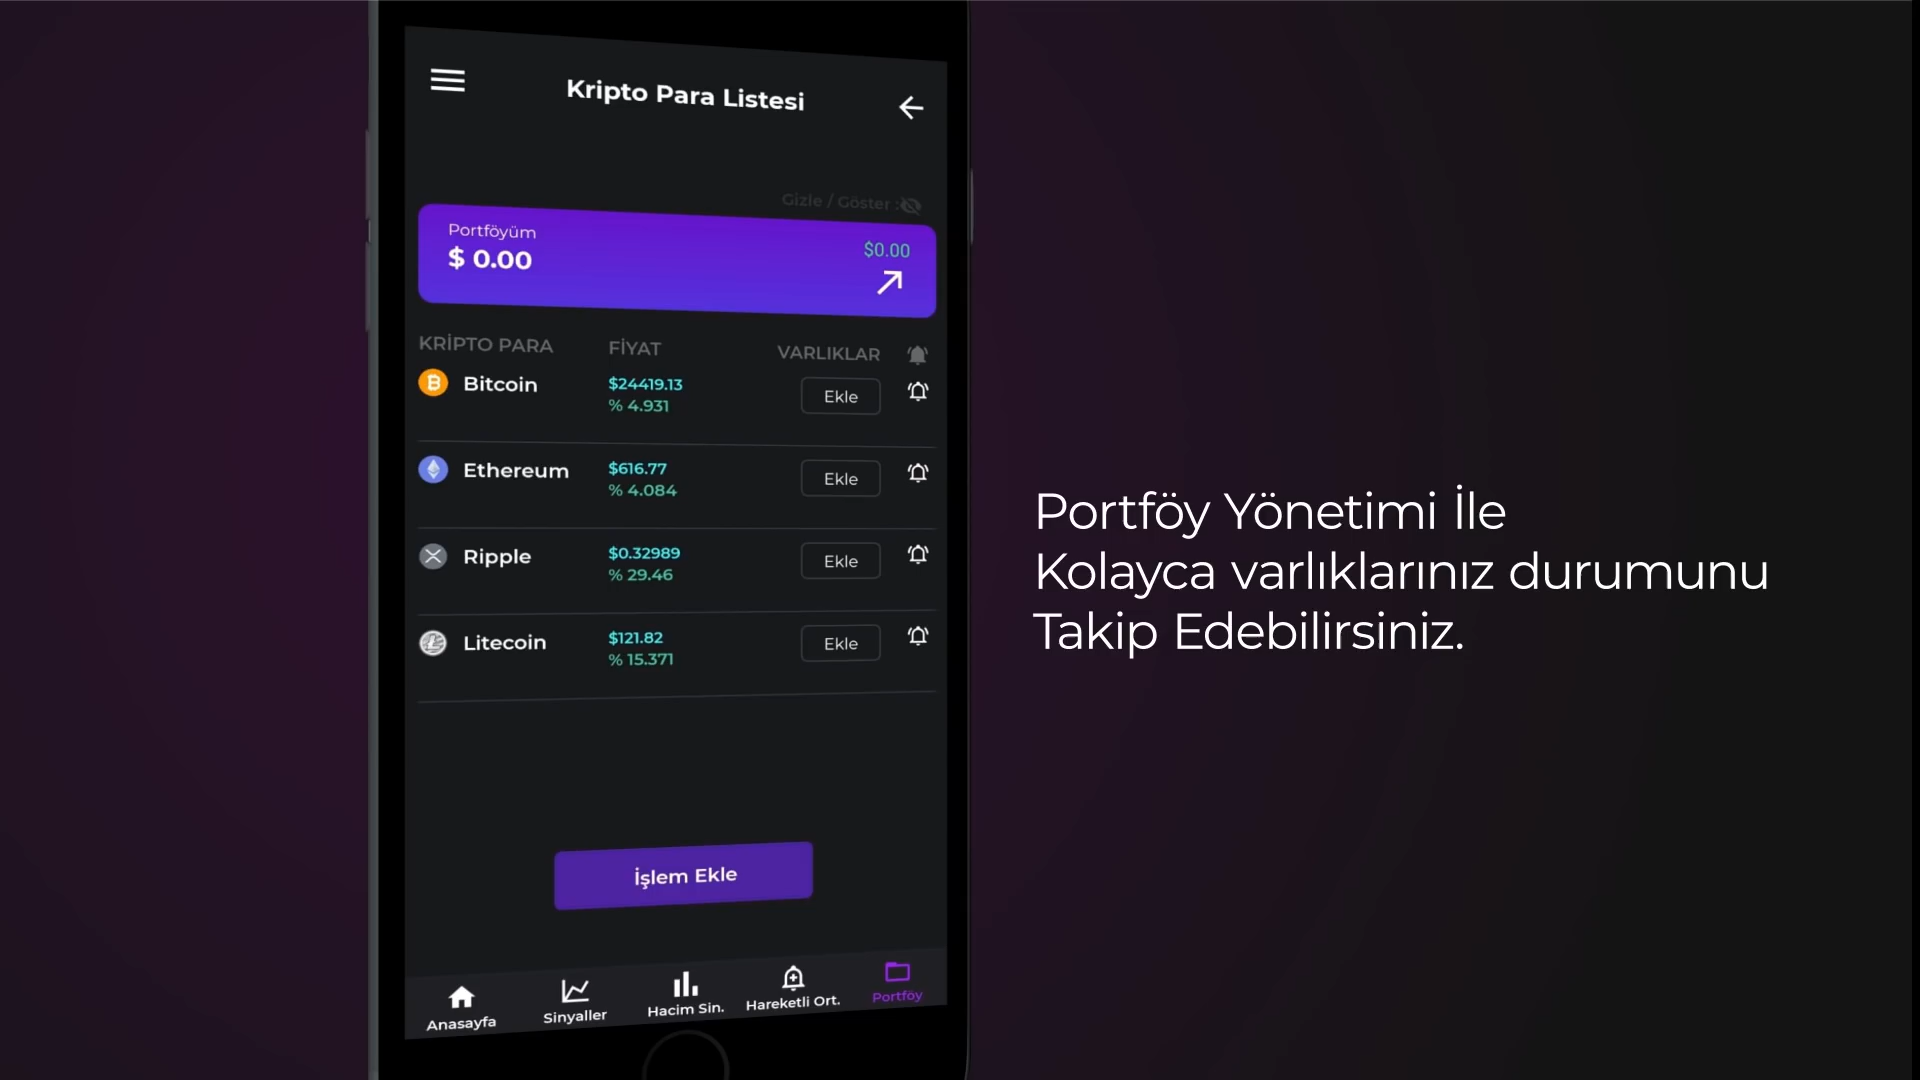 Kripto Para Listesi
Gizle / Göster :
Portföyüm
$ 0.00
$0.00
KRİPTO PARA FİYAT VARLIKLAR
Bitcoin $24419.13 Ekle
% 4.931
Ethereum $616.77 Ekle
% 4.084
Ripple $0.32989 Ekle
% 29.46
Litecoin $121.82 Ekle
% 15.371
İşlem Ekle
Anasayfa Sinyaller Hacim Sin. Hareketli Ort. Portföy
Portföy Yönetimi İle
Kolayca varlıklarınız durumunu
Takip Edebilirsiniz.